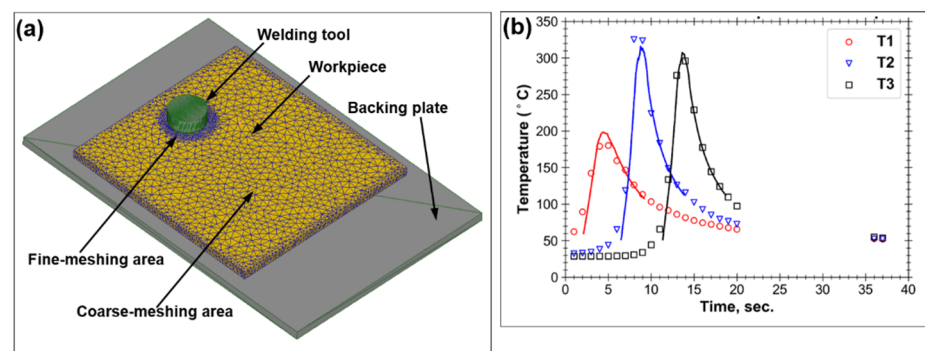 (a)
Welding tool
Workpiece
Backing plate
Fine-meshing area
Coarse-meshing area
(b)
350
300
250
200
150
100
50
0
Temperature (°C)
0 5 10 15 20 25 30 35 40
Time, sec.
T1
T2
T3